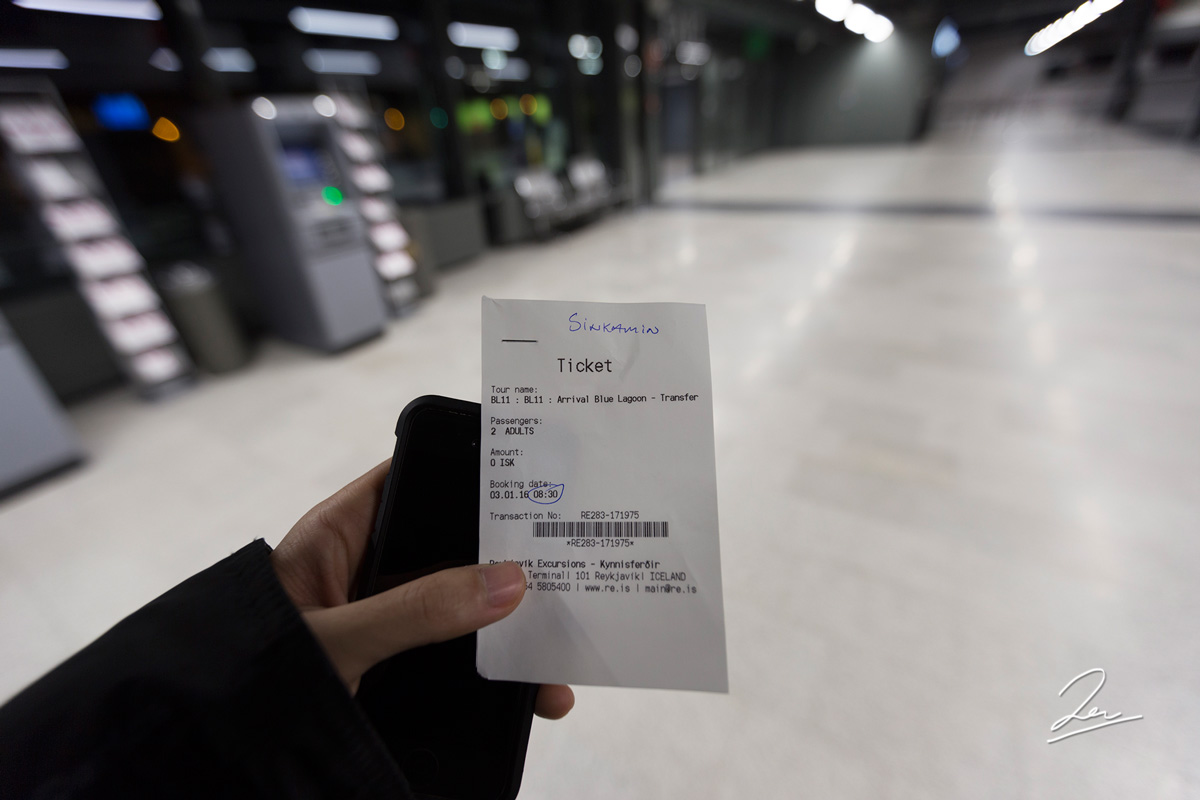 SINKAMIN
Ticket
Tour name:
BL11 : BL11 : Arrival Blue Lagoon - Transfer
Passengers:
2 ADULTS
Amount:
0 ISK
Booking date:
03.01.16 08:30
Transaction No: RE283-171975
*RE283-171975*
Excursions - Kynnisferðir
Terminal| 101 Reykjavik| ICELAND
5805400 | www.re.is | main@re.is